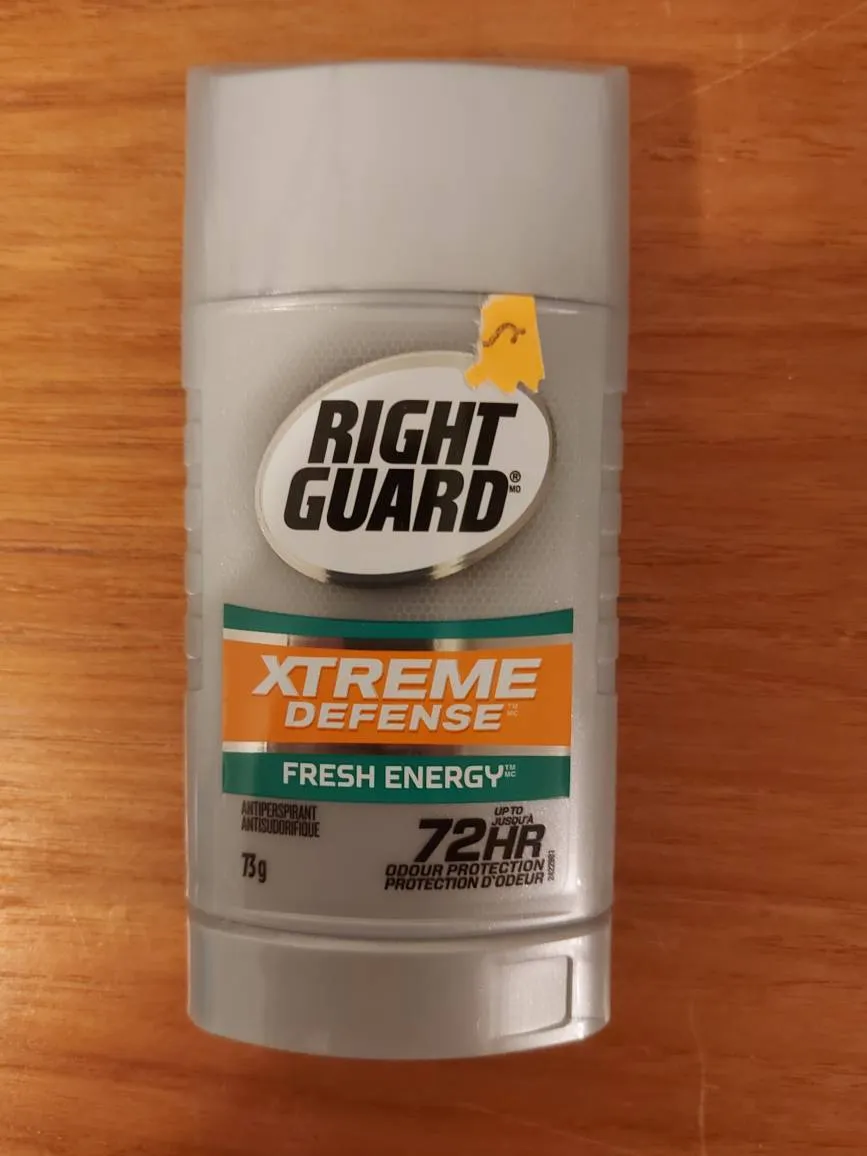 RIGHT
GUARD®
MD
XTREME
DEFENSE™
MC
FRESH ENERGY™
MC
ANTIPERSPIRANT
ANTISUDORIFIQUE
73g
UP TO
JUSQU'À
72HR
ODOUR PROTECTION
PROTECTION D'ODEUR